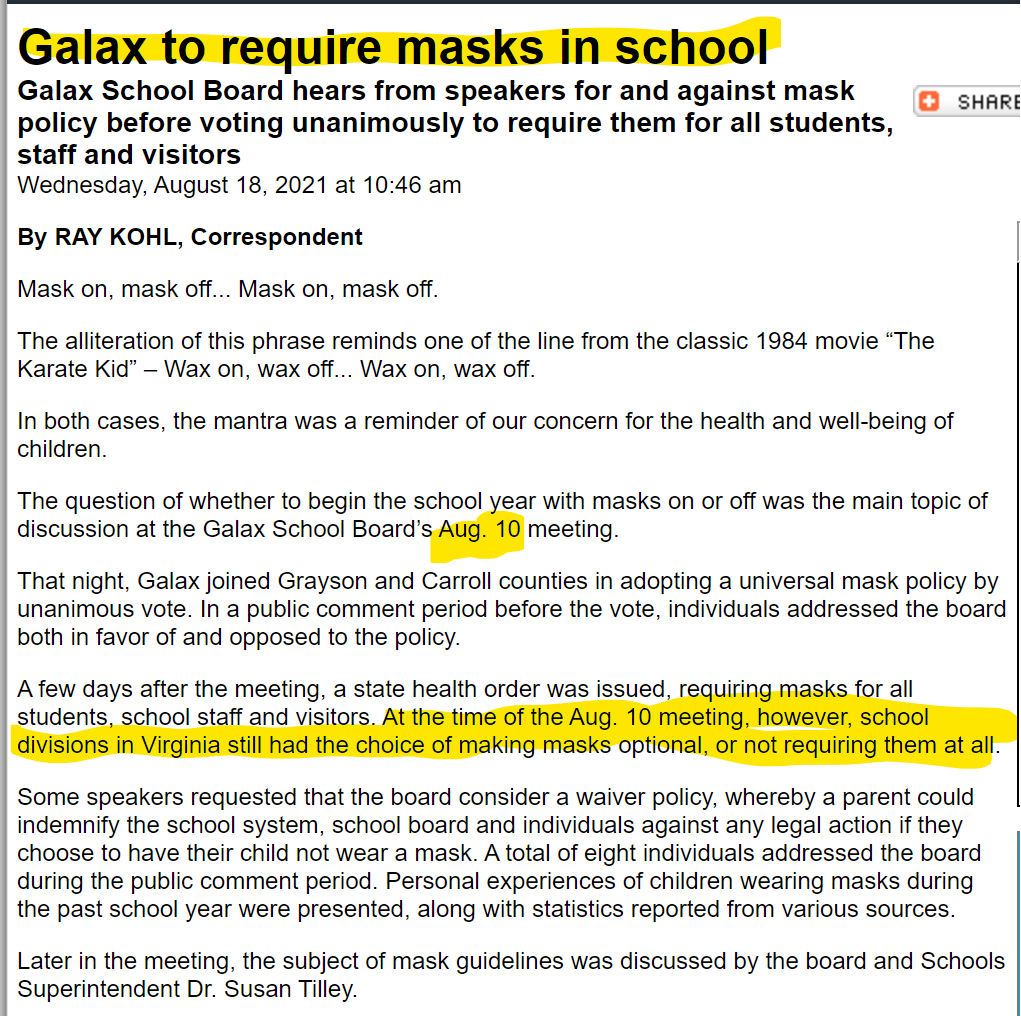 Galax to require masks in school
Galax School Board hears from speakers for and against mask
SHARE
policy before voting unanimously to require them for all students,
staff and visitors
Wednesday, August 18, 2021 at 10:46 am
By RAY KOHL, Correspondent
Mask on, mask off... Mask on, mask off.
The alliteration of this phrase reminds one of the line from the classic 1984 movie “The
Karate Kid” – Wax on, wax off... Wax on, wax off.
In both cases, the mantra was a reminder of our concern for the health and well-being of
children.
The question of whether to begin the school year with masks on or off was the main topic of
discussion at the Galax School Board’s Aug. 10 meeting.
That night, Galax joined Grayson and Carroll counties in adopting a universal mask policy by
unanimous vote. In a public comment period before the vote, individuals addressed the board
both in favor of and opposed to the policy.
A few days after the meeting, a state health order was issued, requiring masks for all
students, school staff and visitors. At the time of the Aug. 10 meeting, however, school
divisions in Virginia still had the choice of making masks optional, or not requiring them at all.
Some speakers requested that the board consider a waiver policy, whereby a parent could
indemnify the school system, school board and individuals against any legal action if they
choose to have their child not wear a mask. A total of eight individuals addressed the board
during the public comment period. Personal experiences of children wearing masks during
the past school year were presented, along with statistics reported from various sources.
Later in the meeting, the subject of mask guidelines was discussed by the board and Schools
Superintendent Dr. Susan Tilley.